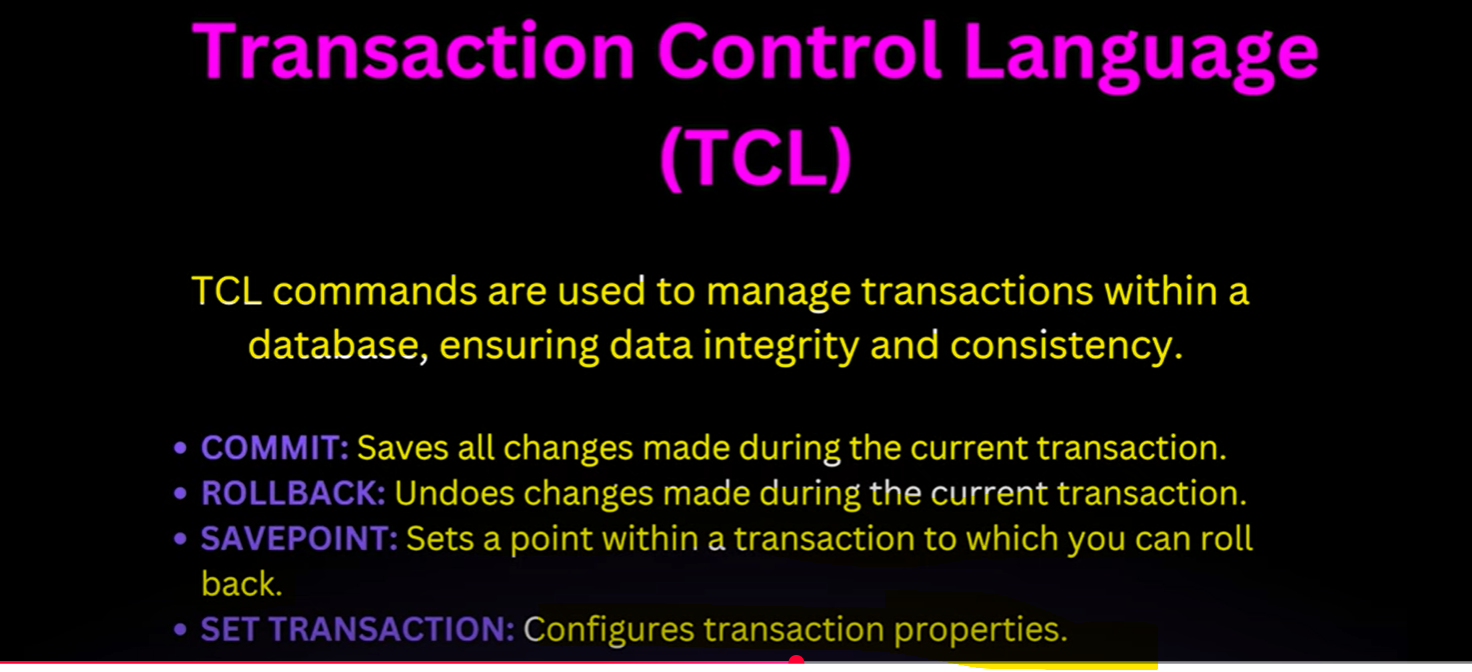 Transaction Control Language
(TCL)
TCL commands are used to manage transactions within a
database, ensuring data integrity and consistency.
• COMMIT: Saves all changes made during the current transaction.
• ROLLBACK: Undoes changes made during the current transaction.
• SAVEPOINT: Sets a point within a transaction to which you can roll
back.
• SET TRANSACTION: Configures transaction properties.